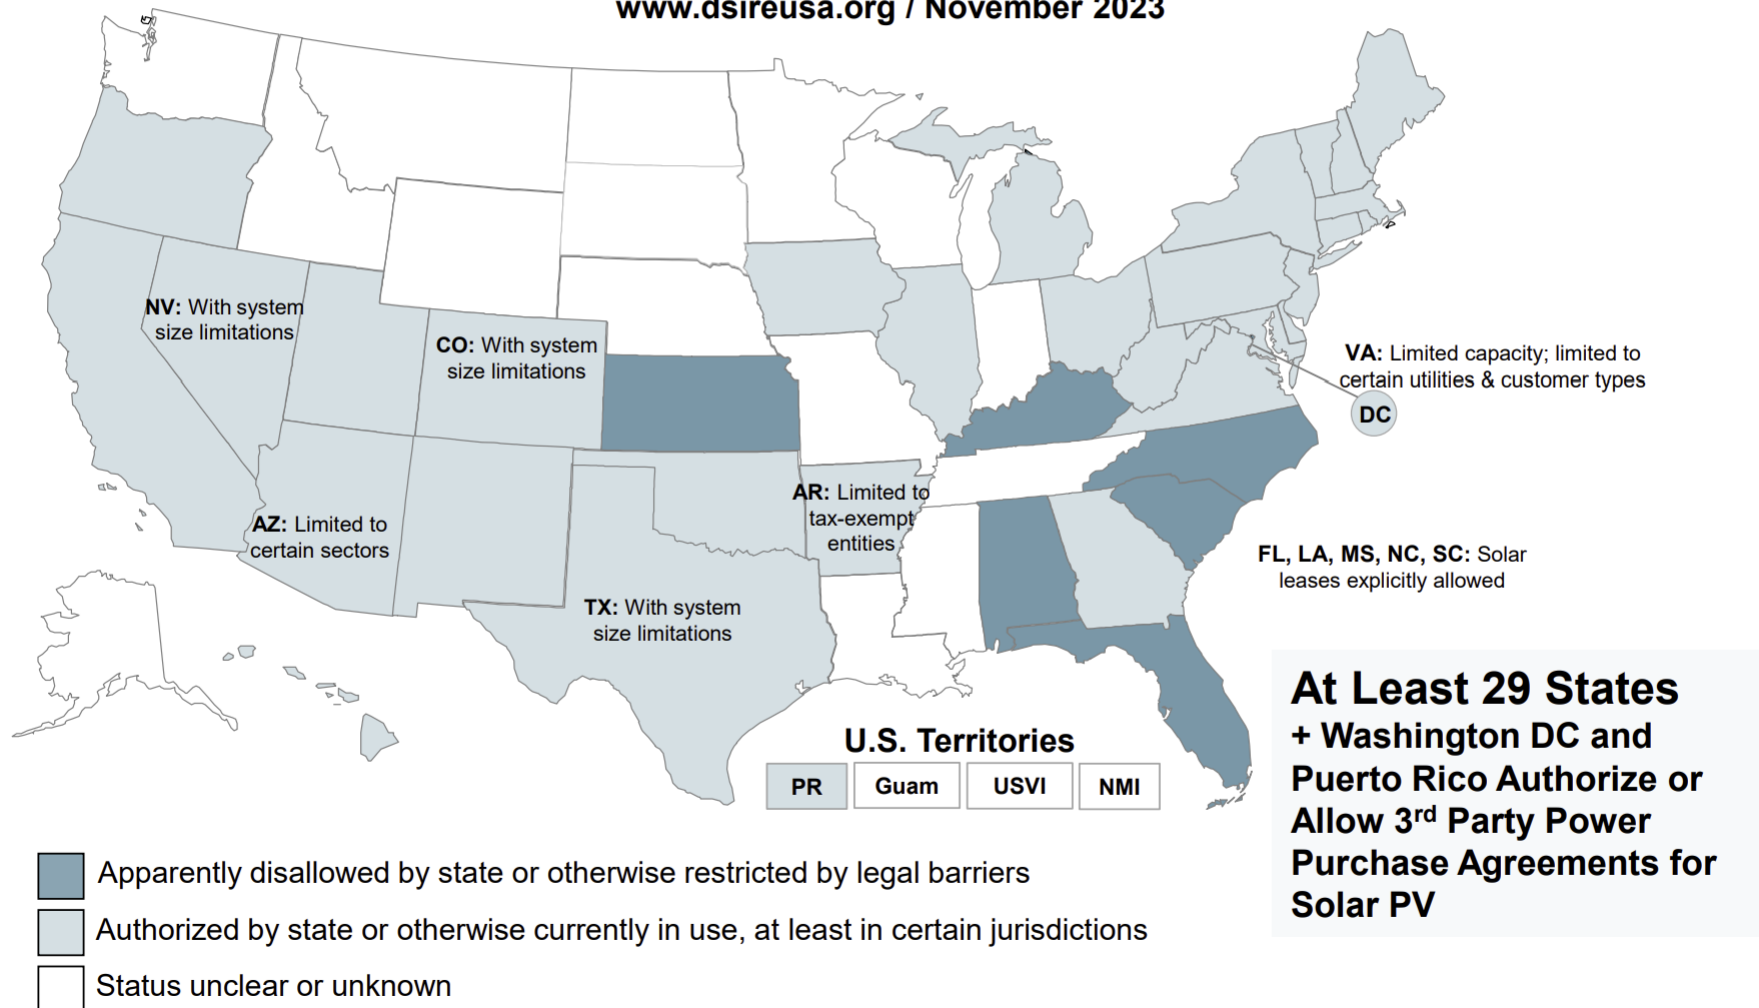 www.dsireusa.org / November 2023
NV: With system
size limitations
CO: With system
size limitations
VA: Limited capacity; limited to
certain utilities & customer types
DC
AZ: Limited to
certain sectors
AR: Limited to
tax-exempt
entities
FL, LA, MS, NC, SC: Solar
leases explicitly allowed
TX: With system
size limitations
U.S. Territories
PR
Guam
USVI
NMI
At Least 29 States
+ Washington DC and
Puerto Rico Authorize or
Allow 3rd Party Power
Purchase Agreements for
Solar PV
Apparently disallowed by state or otherwise restricted by legal barriers
Authorized by state or otherwise currently in use, at least in certain jurisdictions
Status unclear or unknown